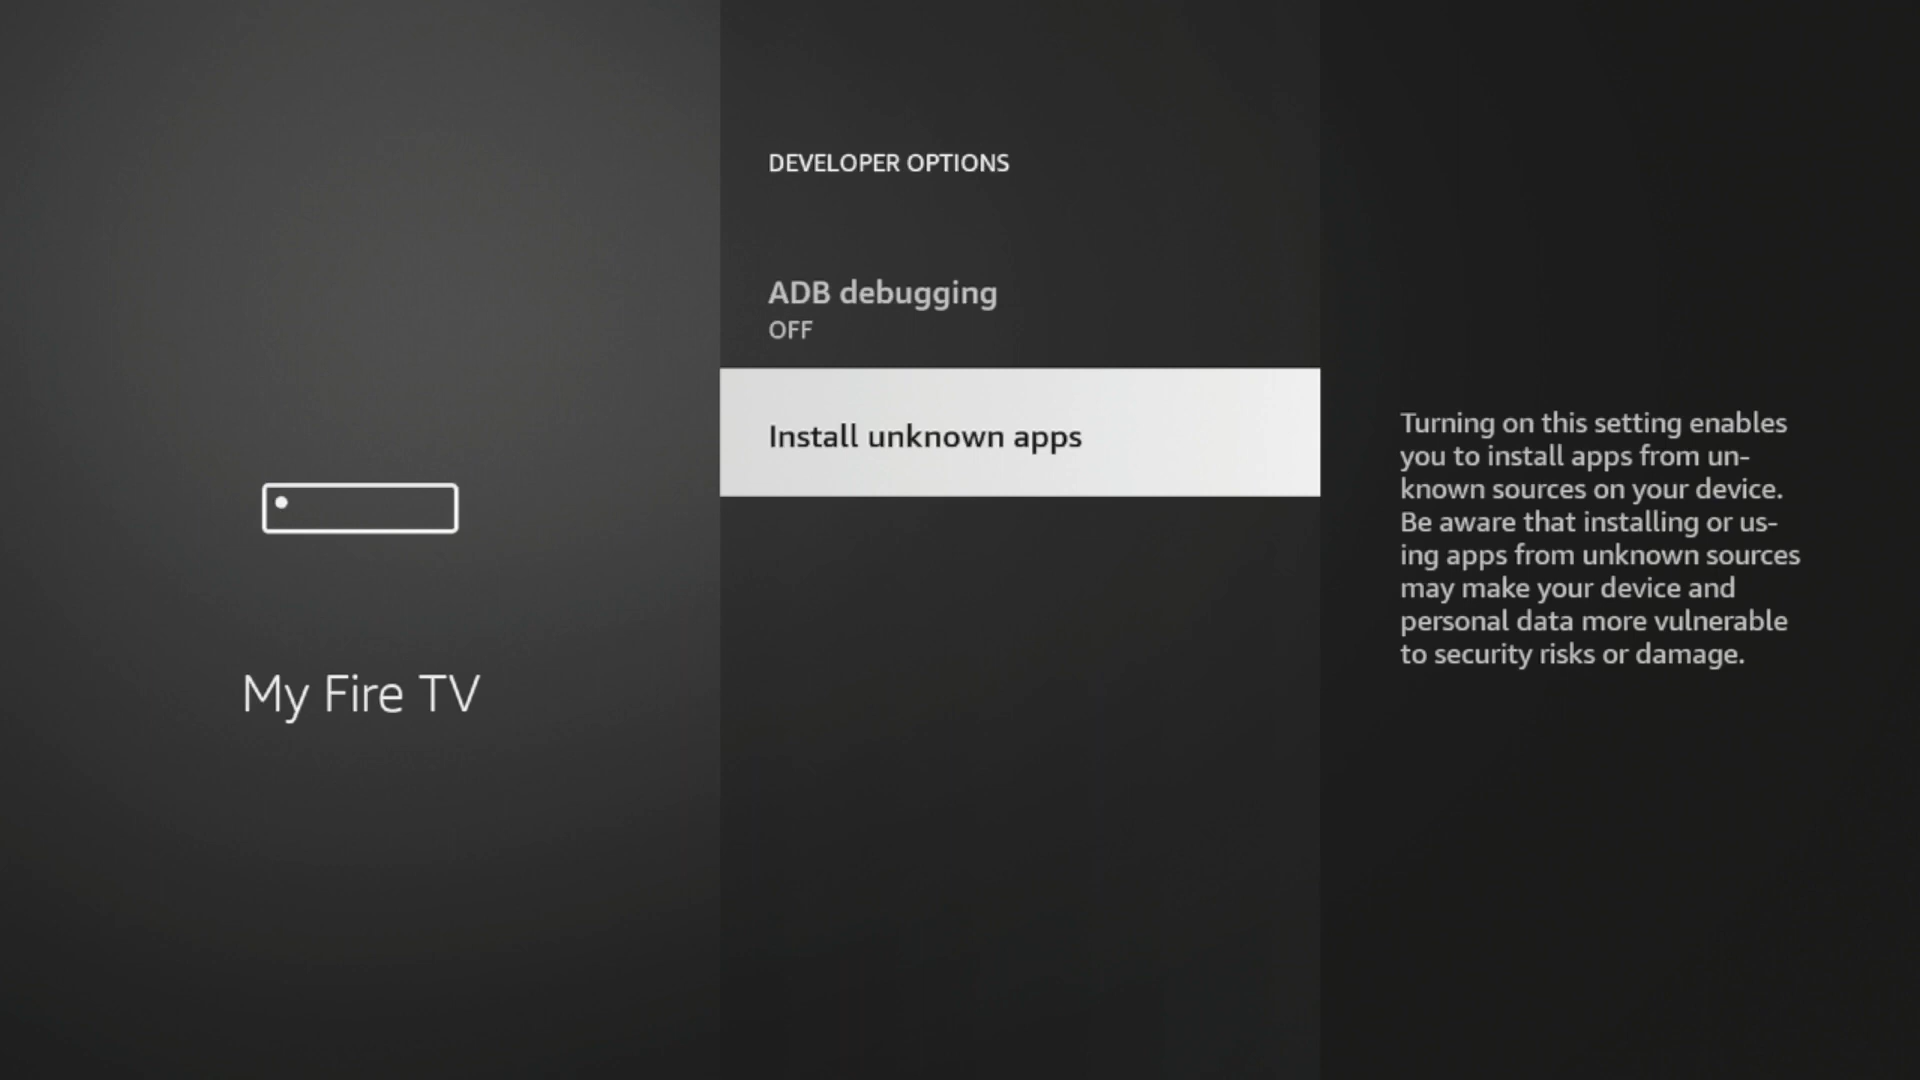 DEVELOPER OPTIONS
ADB debugging
OFF
Install unknown apps
My Fire TV
Turning on this setting enables
you to install apps from un-
known sources on your device.
Be aware that installing or us-
ing apps from unknown sources
may make your device and
personal data more vulnerable
to security risks or damage.